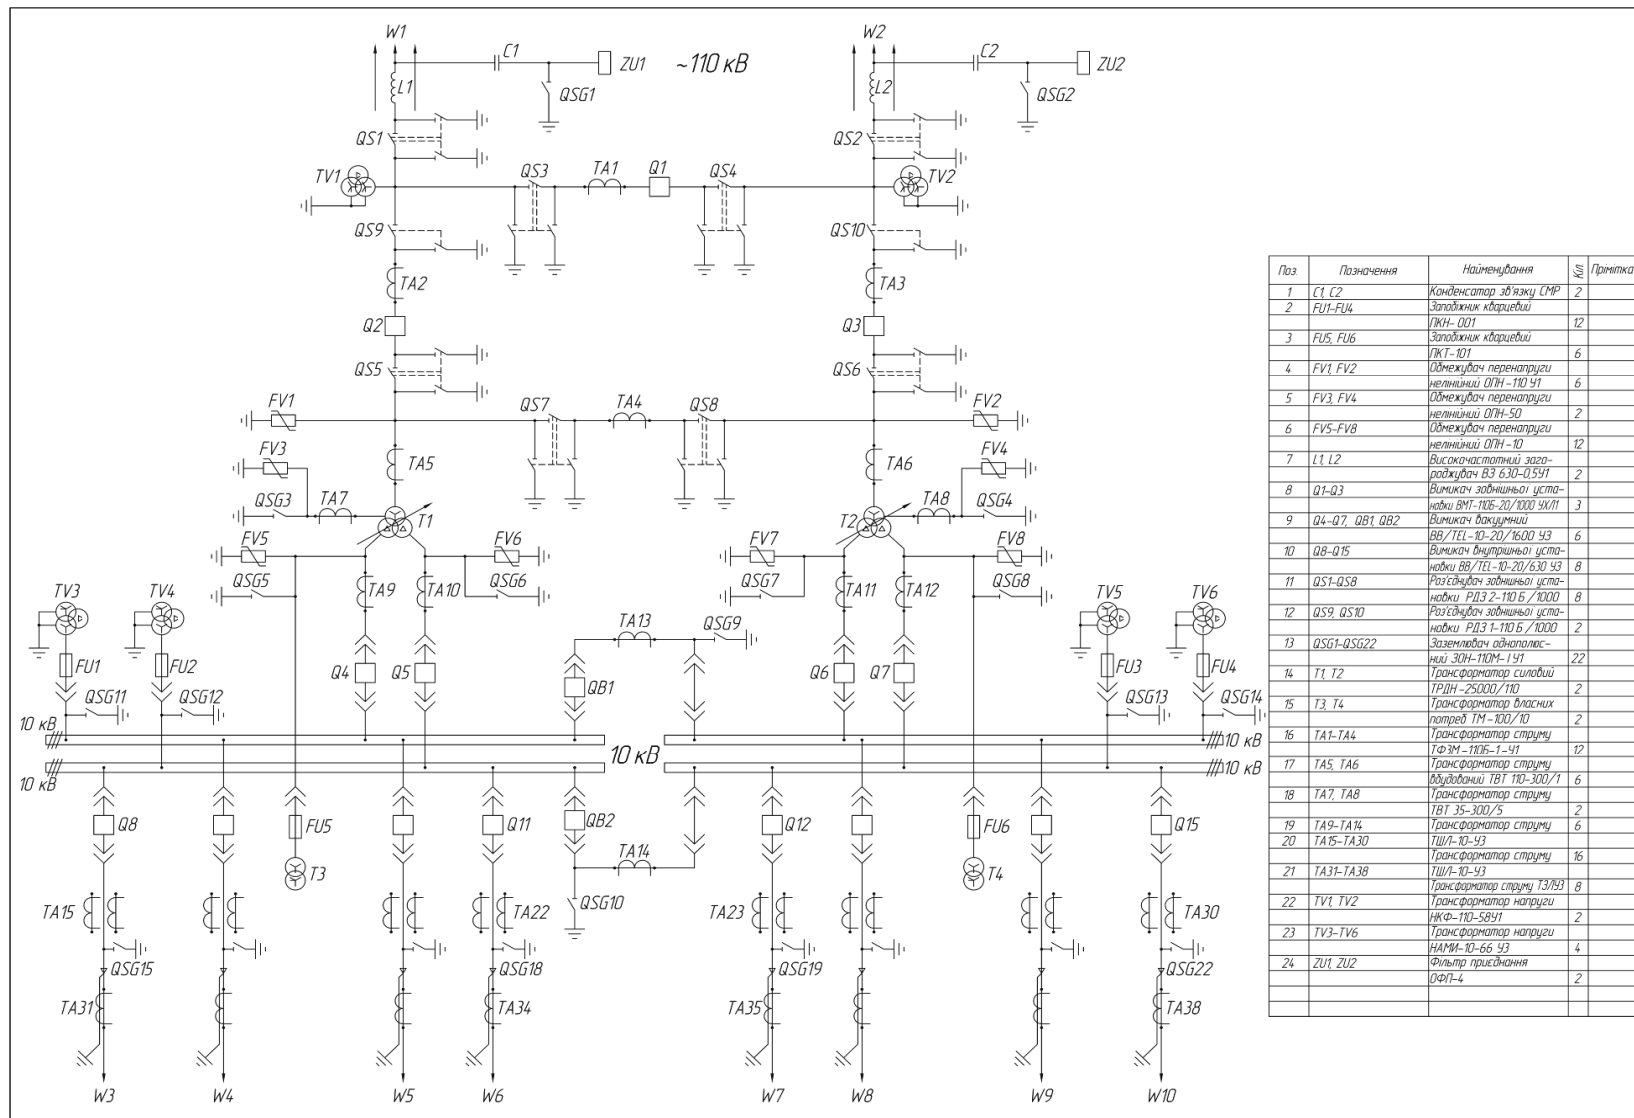 W1
W2
C1
ZU1
~110 кВ
C2
ZU2
L1
QSG1
L2
QSG2
QS1
QS2
TV1
QS3
TA1
Q1
QS4
TV2
QS9
QS10
TA2
TA3
Q2
Q3
QS5
QS6
FV1
QS7
TA4
QS8
FV2
FV3
TA5
TA6
FV4
QSG3
TA7
T1
T2
TA8
QSG4
FV5
FV6
FV7
FV8
QSG5
TA9
TA10
QSG6
QSG7
TA11
TA12
QSG8
TV3
TV4
TA13
QSG9
TV5
TV6
FU1
FU2
Q4
Q5
QB1
Q6
Q7
FU3
FU4
QSG11
QSG12
QSG13
QSG14
10 кВ
10 кВ
10 кВ
10 кВ
10 кВ
Q8
FU5
Q11
QB2
Q12
FU6
Q15
T3
TA14
T4
TA15
TA22
QSG10
TA23
TA30
QSG15
QSG18
QSG19
QSG22
TA31
TA34
TA35
TA38
W3
W4
W5
W6
W7
W8
W9
W10
Поз. Позначення Найменування Кіл. Прімітка
1 C1, C2 Конденсатор зв'язку СМР 2
2 FU1-FU4 Запобіжник кварцевий
ПКН- 001 12
3 FU5, FU6 Запобіжник кварцевий
ПКТ-101 6
4 FV1, FV2 Обмежувач перенапруги
нелінійний ОПН -110 У1 6
5 FV3, FV4 Обмежувач перенапруги
нелінійний ОПН-50 2
6 FV5-FV8 Обмежувач перенапруги
нелінійний ОПН -10 12
7 L1, L2 Високочастотний заго-
роджувач ВЗ 630-0,5У1 2
8 Q1-Q3 Вимикач зовнішньої уста-
новки ВМТ-110Б-20/1000 УХЛ1 3
9 Q4-Q7, QB1, QB2 Вимикач вакуумний
ВВ/TEL-10-20/1600 У3 6
10 Q8-Q15 Вимикач внутрішньої уста-
новки ВВ/TEL-10-20/630 У3 8
11 QS1-QS8 Роз'єднувач зовнішньої уста-
новки РДЗ 2-110 Б /1000 8
12 QS9, QS10 Роз'єднувач зовнішньої уста-
новки РДЗ 1-110 Б /1000 2
13 QSG1-QSG22 Заземлювач однополюс-
ний ЗОН-110М- І У1 22
14 T1, T2 Трансформатор силовий
ТРДН -25000/110 2
15 T3, T4 Трансформатор власних
потреб ТМ -100/10 2
16 TA1-TA4 Трансформатор струму
ТФЗМ -110Б-1-У1 12
17 TA5, TA6 Трансформатор струму
вбудований ТВТ 110-300/1 6
18 TA7, TA8 Трансформатор струму
ТВТ 35-300/5 2
19 TA9-TA14 Трансформатор струму 6
20 TA15-TA30 ТШЛ-10-У3
Трансформатор струму 16
21 TA31-TA38 ТШЛ-10-У3
Трансформатор струму ТЗЛУ3 8
22 TV1, TV2 Трансформатор напруги
НКФ-110-58У1 2
23 TV3-TV6 Трансформатор напруги
НАМИ-10-66 У3 4
24 ZU1, ZU2 Фільтр приєднання
ОФП-4 2